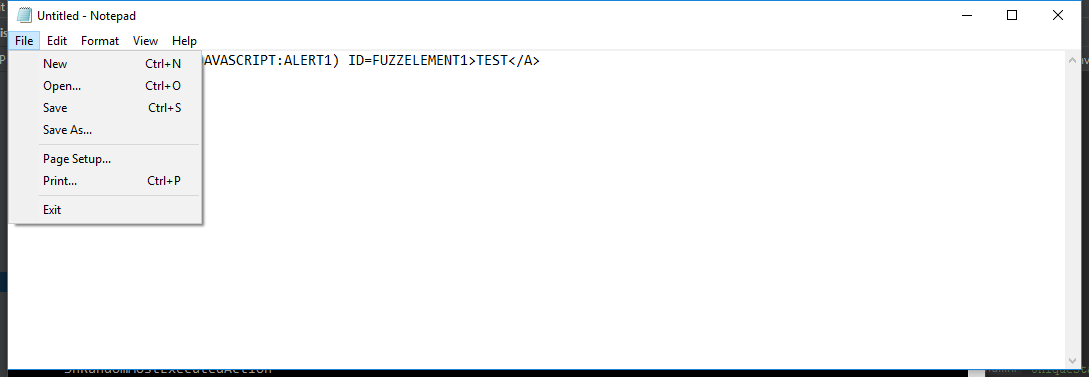 Untitled - Notepad
File Edit Format View Help
AVASCRIPT:ALERT1) ID=FUZZELEMENT1>TEST</A>
New Ctrl+N
Open... Ctrl+O
Save Ctrl+S
Save As...
Page Setup...
Print... Ctrl+P
Exit